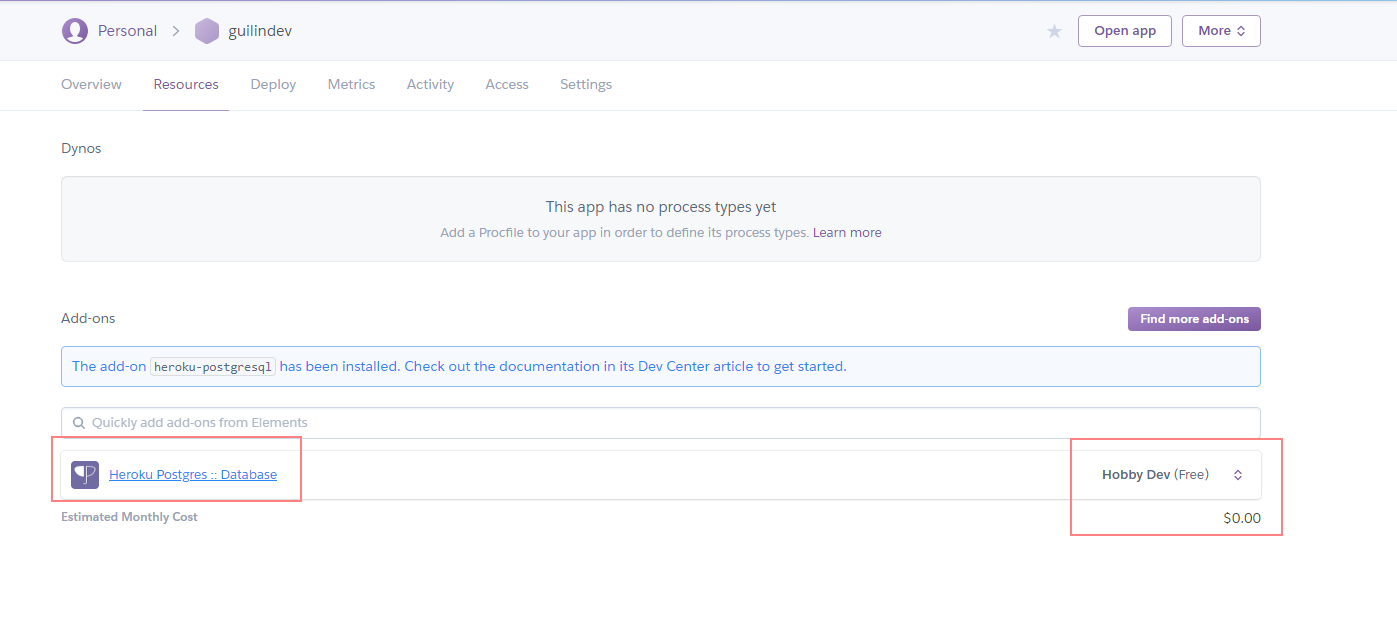 Personal > guilindev
Open app
More
Overview Resources Deploy Metrics Activity Access Settings
Dynos
This app has no process types yet
Add a Procfile to your app in order to define its process types. Learn more
Add-ons
Find more add-ons
The add-on heroku-postgresql has been installed. Check out the documentation in its Dev Center article to get started.
Quickly add add-ons from Elements
Heroku Postgres :: Database
Hobby Dev (Free)
Estimated Monthly Cost
$0.00